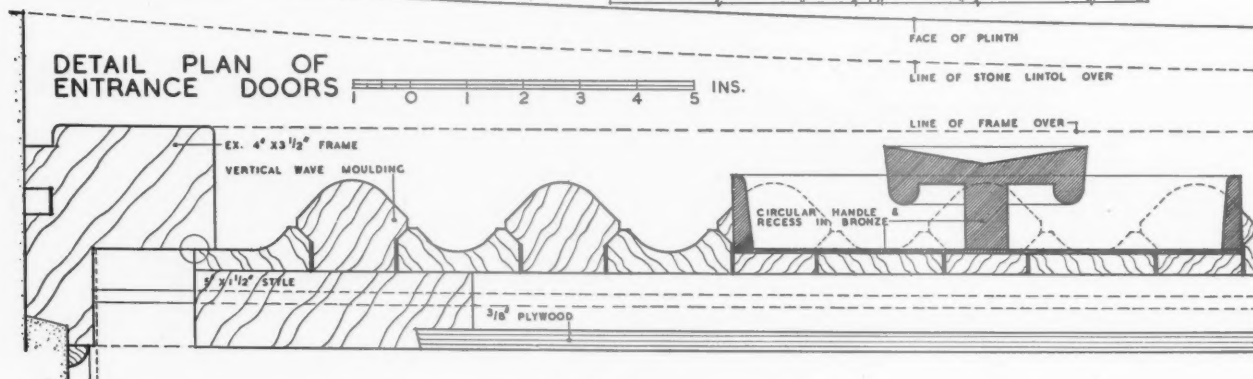 FACE OF PLINTH
DETAIL PLAN OF
ENTRANCE DOORS
1 0 1 2 3 4 5 INS.
LINE OF STONE LINTOL OVER
LINE OF FRAME OVER
EX. 4" X 3 1/2" FRAME
VERTICAL WAVE MOULDING
CIRCULAR HANDLE &
RECESS IN BRONZE
5" X 1 1/2" STYLE
3/8" PLYWOOD